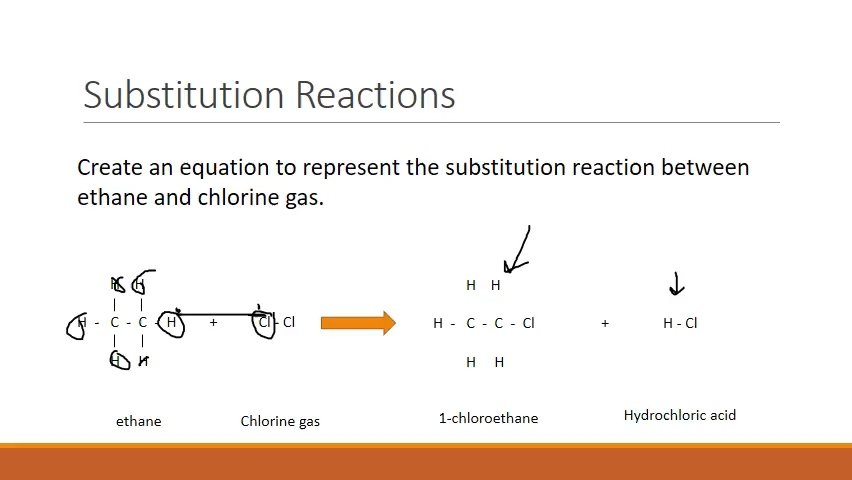 Substitution Reactions
Create an equation to represent the substitution reaction between
ethane and chlorine gas.
H H H H
| |
H - C - C - H + Cl - Cl H - C - C - Cl + H - Cl
| |
H H H H
ethane Chlorine gas 1-chloroethane Hydrochloric acid